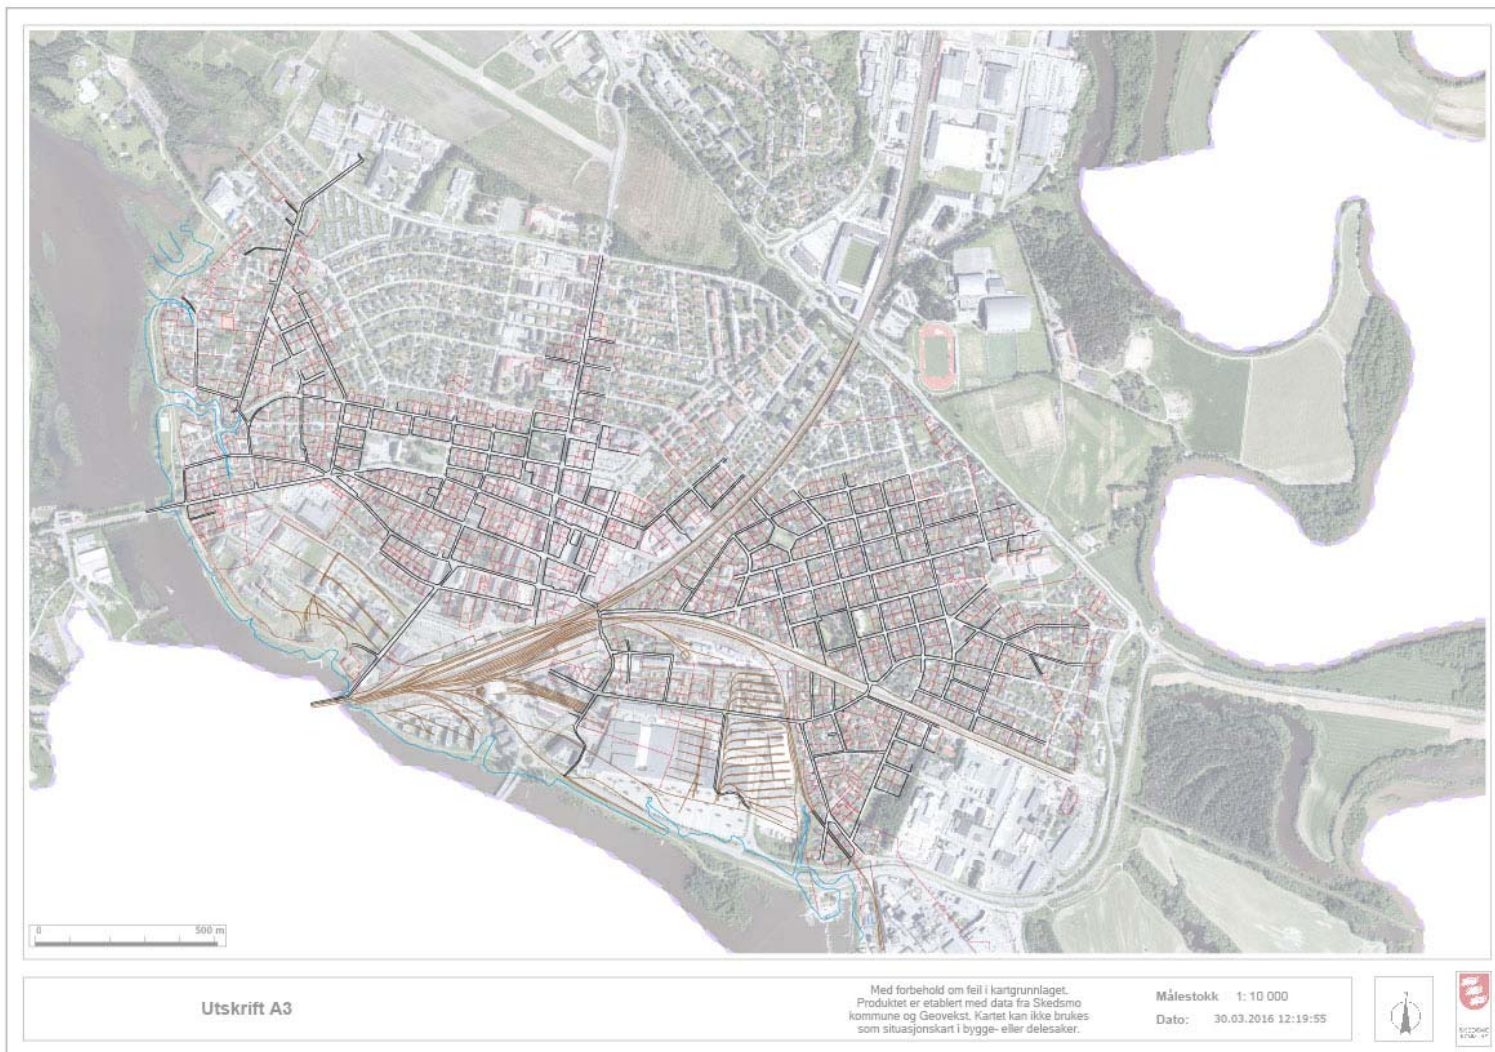 0 500 m
Utskrift A3
Med forbehold om feil i kartgrunnlaget.
Produktet er etablert med data fra Skedsmo
kommune og Geovekst. Kartet kan ikke brukes
som situasjonskart i bygge- eller delesaker.
Målestokk 1: 10 000
Dato: 30.03.2016 12:19:55